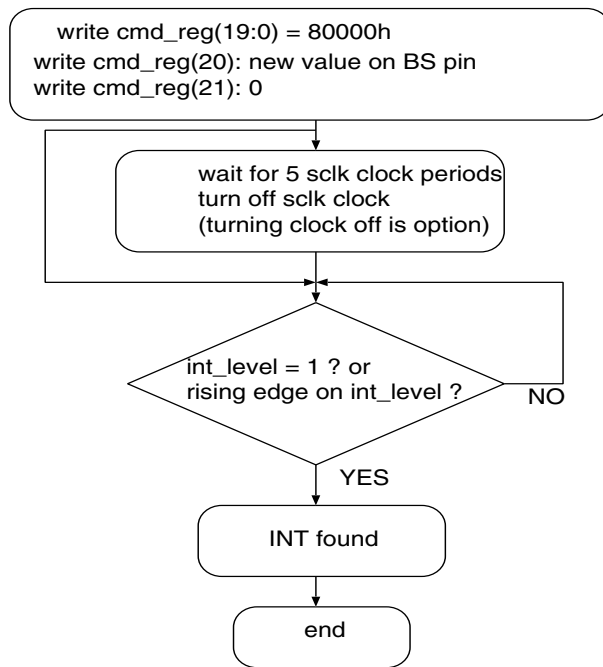 write cmd_reg(19:0) = 80000h
write cmd_reg(20): new value on BS pin
write cmd_reg(21): 0
wait for 5 sclk clock periods
turn off sclk clock
(turning clock off is option)
int_level = 1 ? or
rising edge on int_level ?
NO
YES
INT found
end